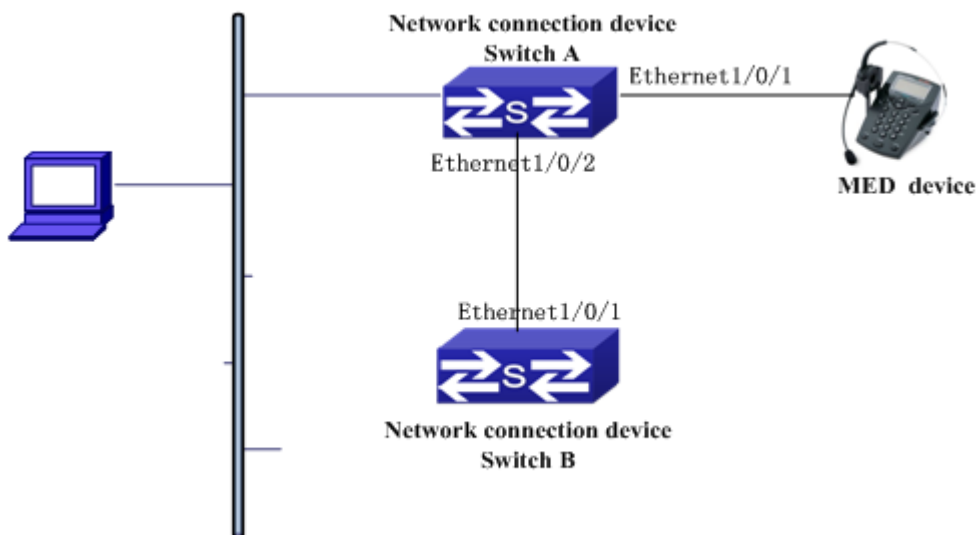 Network connection device
Switch A
Ethernet1/0/1
S
Ethernet1/0/2
MED device
Ethernet1/0/1
S
Network connection device
Switch B